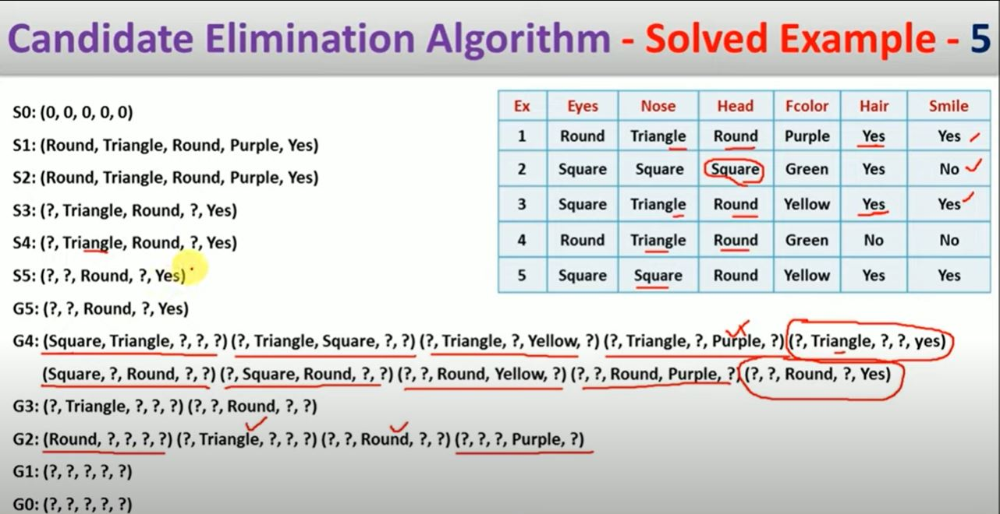 Candidate Elimination Algorithm - Solved Example - 5
S0: (0, 0, 0, 0, 0)
S1: (Round, Triangle, Round, Purple, Yes)
S2: (Round, Triangle, Round, Purple, Yes)
S3: (?, Triangle, Round, ?, Yes)
S4: (?, Triangle, Round, ?, Yes)
S5: (?, ?, Round, ?, Yes)
G5: (?, ?, Round, ?, Yes)
G4: (Square, Triangle, ?, ?, ?) (?, Triangle, Square, ?, ?) (?, Triangle, ?, Yellow, ?) (?, Triangle, ?, Purple, ?) (?, Triangle, ?, ?, yes)
(Square, ?, Round, ?, ?) (?, Square, Round, ?, ?) (?, ?, Round, Yellow, ?) (?, ?, Round, Purple, ?) (?, ?, Round, ?, Yes)
G3: (?, Triangle, ?, ?, ?) (?, ?, Round, ?, ?)
G2: (Round, ?, ?, ?, ?) (?, Triangle, ?, ?, ?) (?, ?, Round, ?, ?) (?, ?, ?, Purple, ?)
G1: (?, ?, ?, ?, ?)
G0: (?, ?, ?, ?, ?)
Ex Eyes Nose Head Fcolor Hair Smile
1 Round Triangle Round Purple Yes Yes
2 Square Square Square Green Yes No
3 Square Triangle Round Yellow Yes Yes
4 Round Triangle Round Green No No
5 Square Square Round Yellow Yes Yes